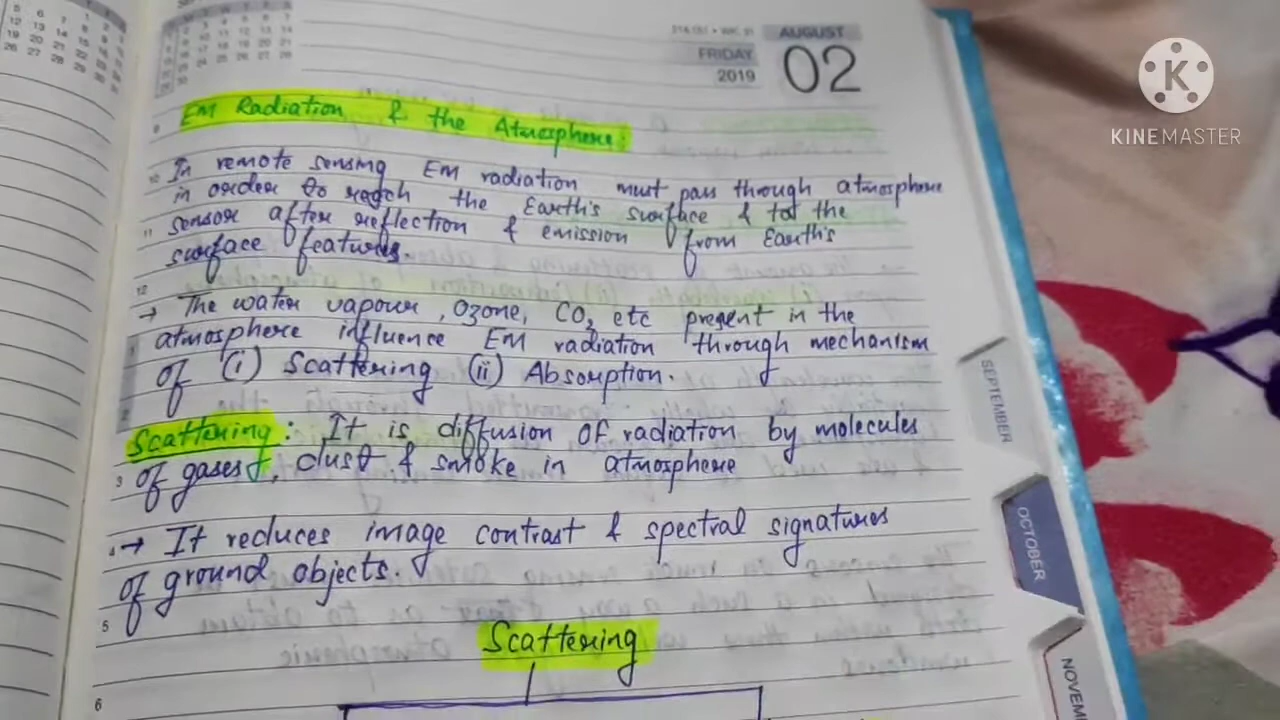 AUGUST
FRIDAY
2019
02
KINEMASTER
EM Radiation & the Atmosphere:
In remote sensing EM radiation must pass through atmosphere
in order to reach the Earth's surface & to the
sensor after reflection & emission from Earth's
surface features.
→ The water vapour, Ozone, CO2 etc present in the
atmosphere influence EM radiation through mechanism
of (i) Scattering (ii) Absorption.
Scattering: It is diffusion of radiation by molecules
of gases, dust & smoke in atmosphere
→ It reduces image contrast & spectral signatures
of ground objects.
Scattering
SEPTEMBER
OCTOBER
NOVEM